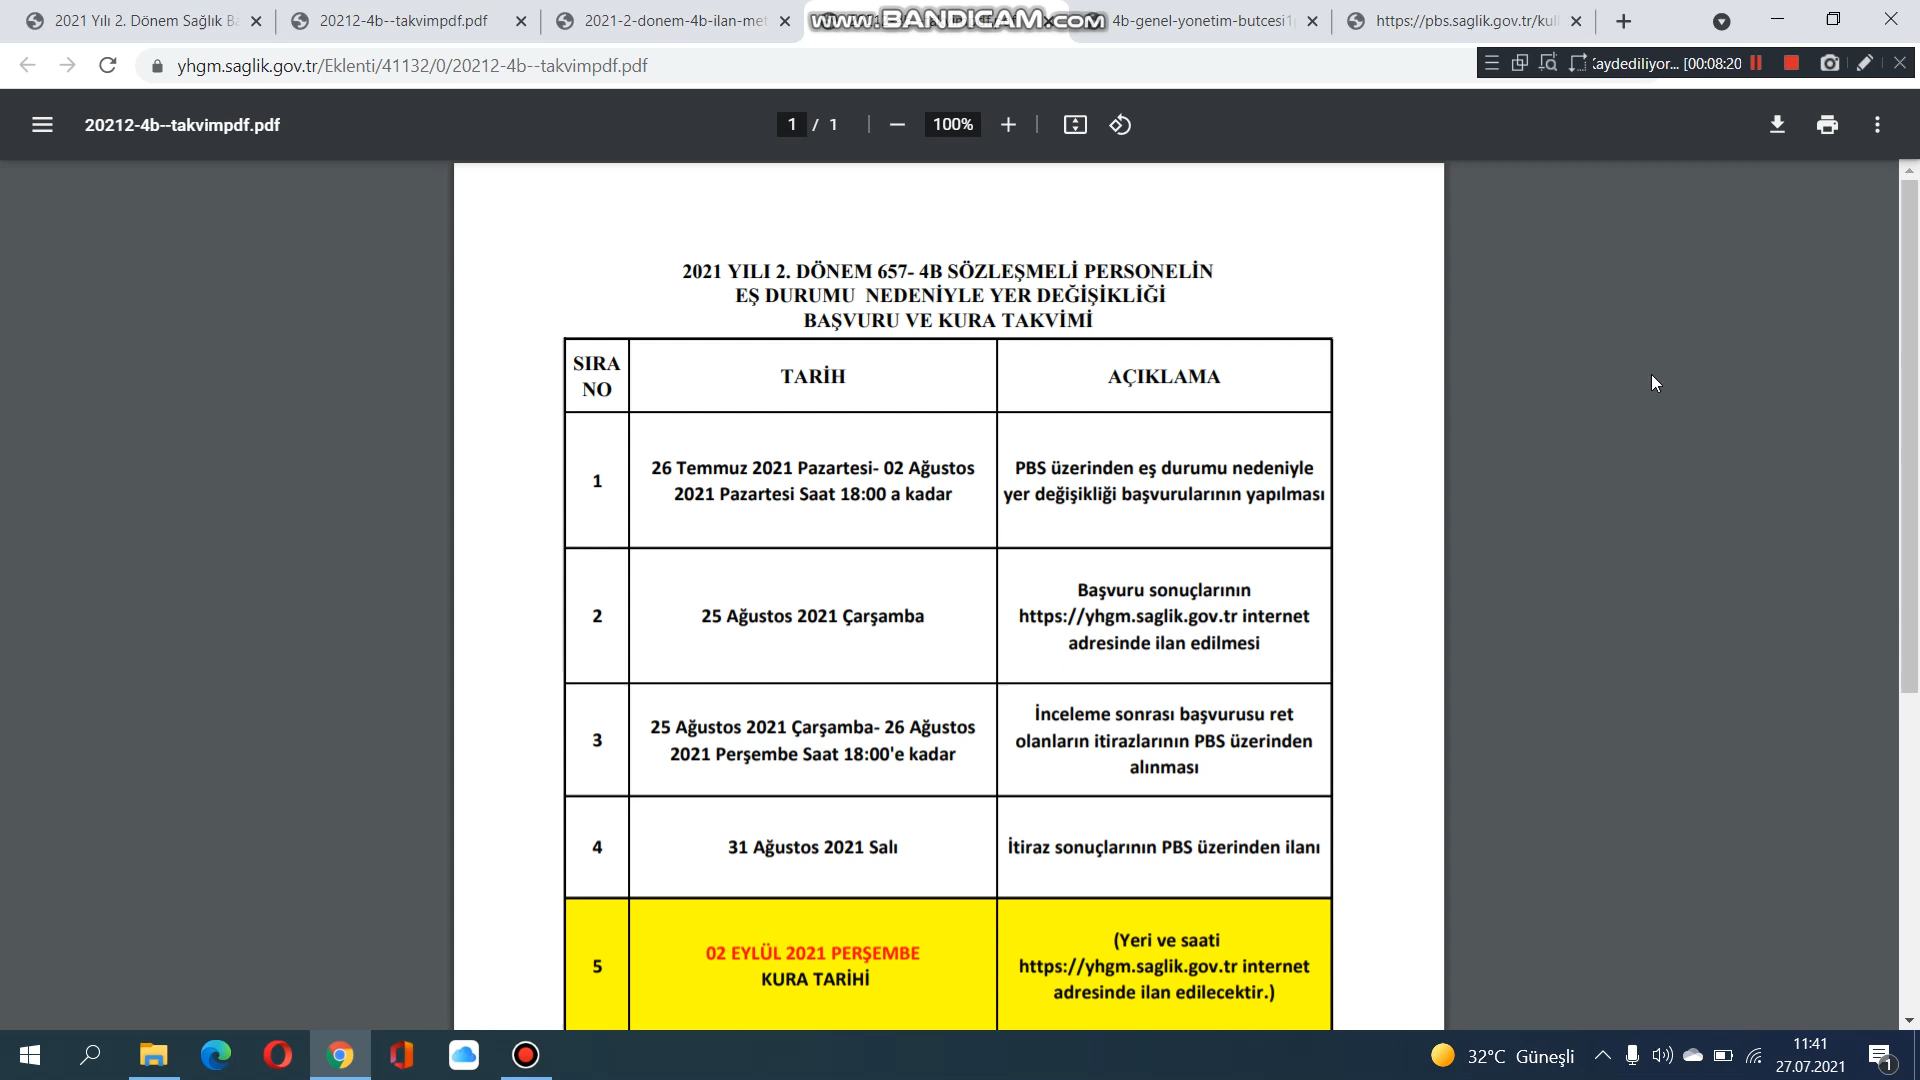 2021 Yılı 2. Dönem Sağlık B
20212-4b--takvimpdf.pdf
2021-2-donem-4b-ilan-met
www.BANDICAM.com
4b-genel-yonetim-butcesi1
https://pbs.saglik.gov.tr/kul
yhgm.saglik.gov.tr/Eklenti/41132/0/20212-4b--takvimpdf.pdf
kaydediliyor... [00:08:20
20212-4b--takvimpdf.pdf
1 / 1
100%
2021 YILI 2. DÖNEM 657- 4B SÖZLEŞMELİ PERSONELİN
EŞ DURUMU NEDENİYLE YER DEĞİŞİKLİĞİ
BAŞVURU VE KURA TAKVİMİ
SIRA
NO
TARİH
AÇIKLAMA
1
26 Temmuz 2021 Pazartesi- 02 Ağustos
2021 Pazartesi Saat 18:00 a kadar
PBS üzerinden eş durumu nedeniyle
yer değişikliği başvurularının yapılması
2
25 Ağustos 2021 Çarşamba
Başvuru sonuçlarının
https://yhgm.saglik.gov.tr internet
adresinde ilan edilmesi
3
25 Ağustos 2021 Çarşamba- 26 Ağustos
2021 Perşembe Saat 18:00'e kadar
İnceleme sonrası başvurusu ret
olanların itirazlarının PBS üzerinden
alınması
4
31 Ağustos 2021 Salı
İtiraz sonuçlarının PBS üzerinden ilanı
5
02 EYLÜL 2021 PERŞEMBE
KURA TARİHİ
(Yeri ve saati
https://yhgm.saglik.gov.tr internet
adresinde ilan edilecektir.)
32°C Güneşli
11:41
27.07.2021
1